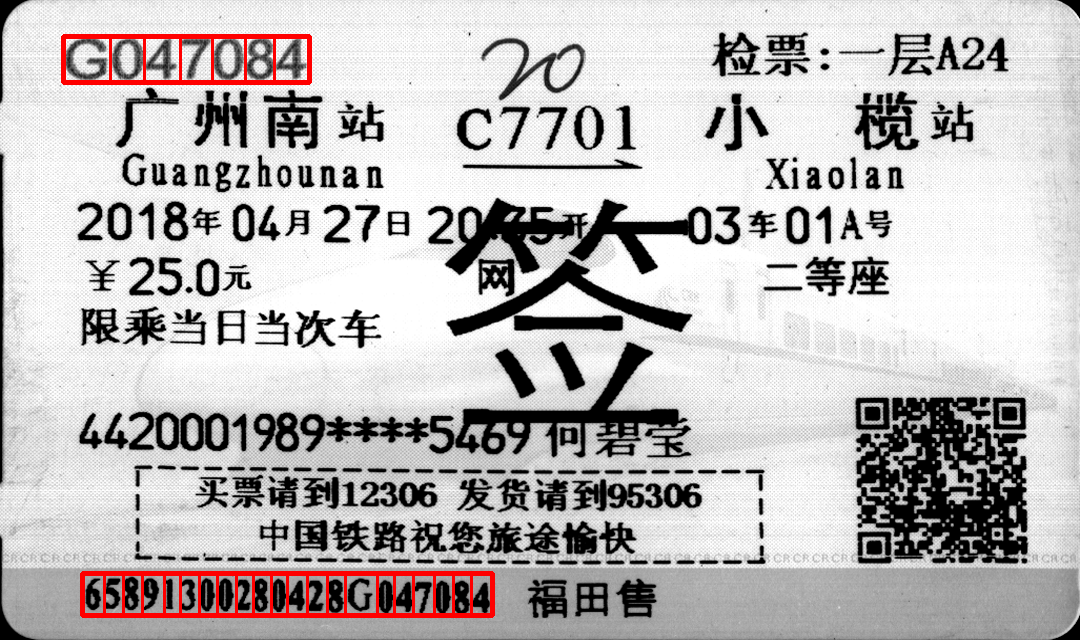 G047084 20 检票:一层A24
广州南站 C7701 小榄站
Guangzhounan Xiaolan
2018年04月27日 20:35开 03车01A号
￥25.0元 网 二等座
签
限乘当日当次车
4420001989****5469 何碧莹
买票请到12306 发货请到95306
中国铁路祝您旅途愉快
65891300280428G047084 福田售